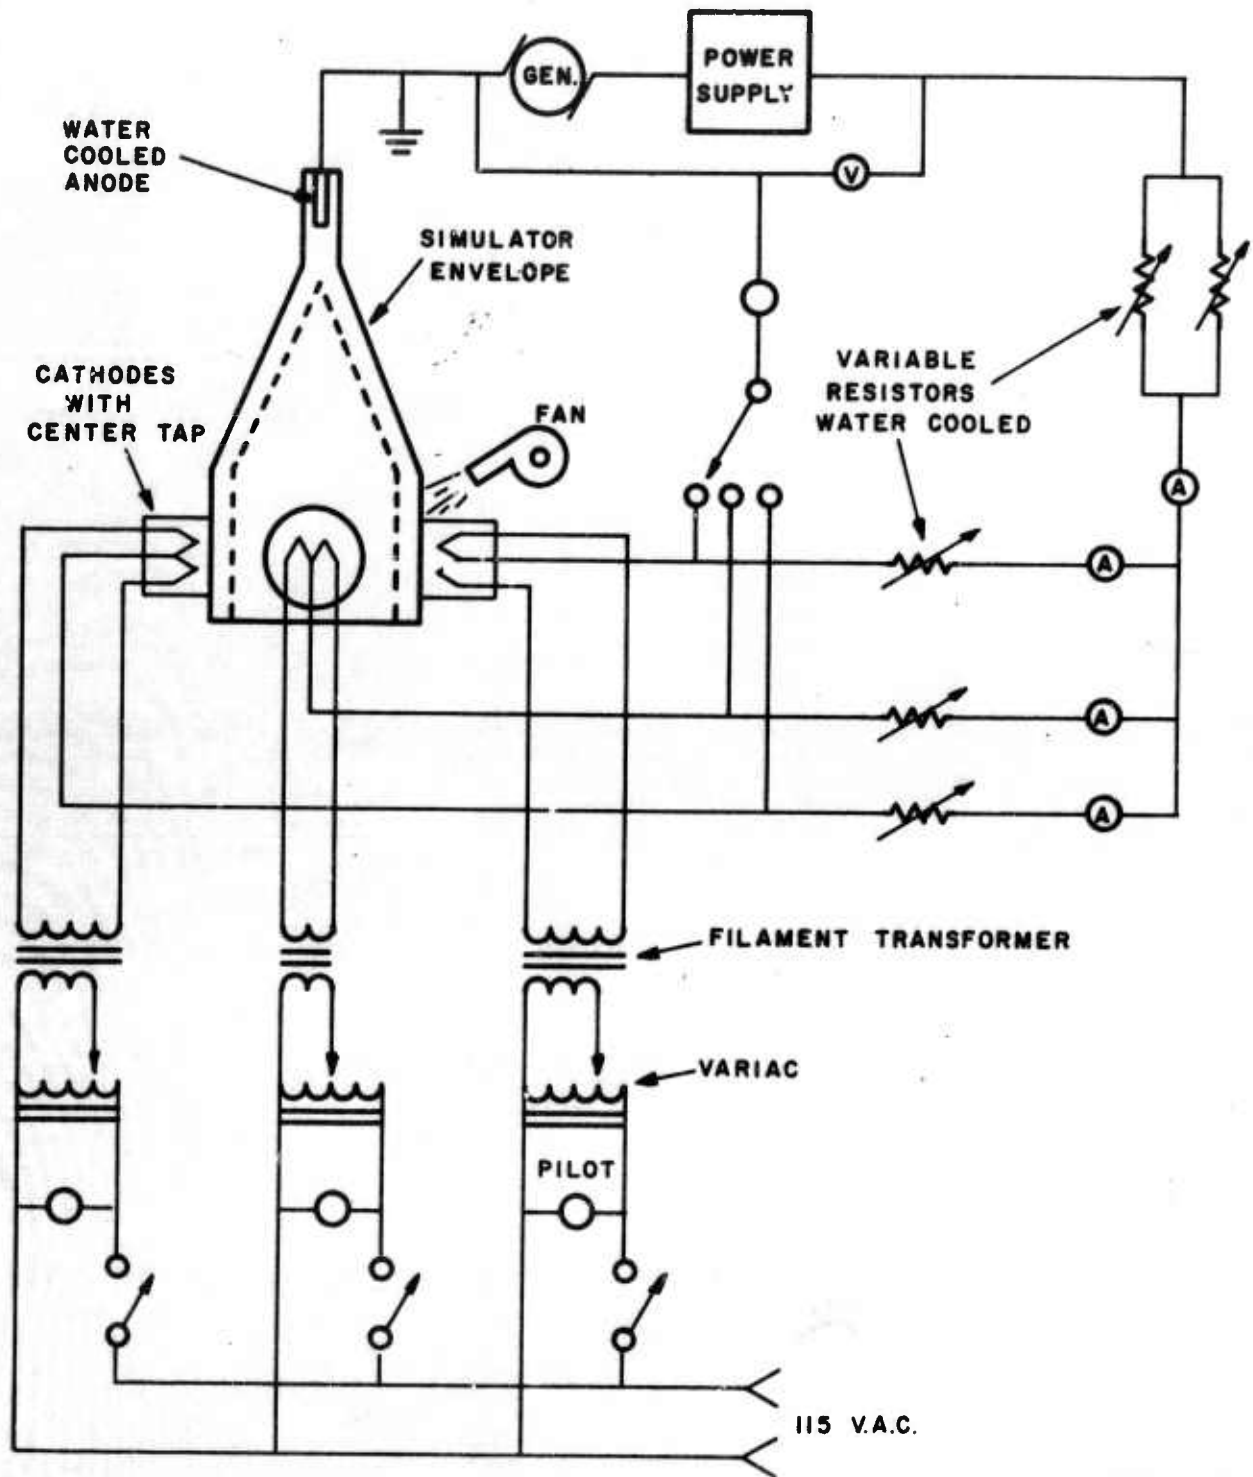 GEN.
POWER
SUPPLY
WATER
COOLED
ANODE
V
SIMULATOR
ENVELOPE
VARIABLE
RESISTORS
WATER COOLED
CATHODES
WITH
CENTER TAP
FAN
A
A
A
A
FILAMENT TRANSFORMER
VARIAC
PILOT
115 V.A.C.